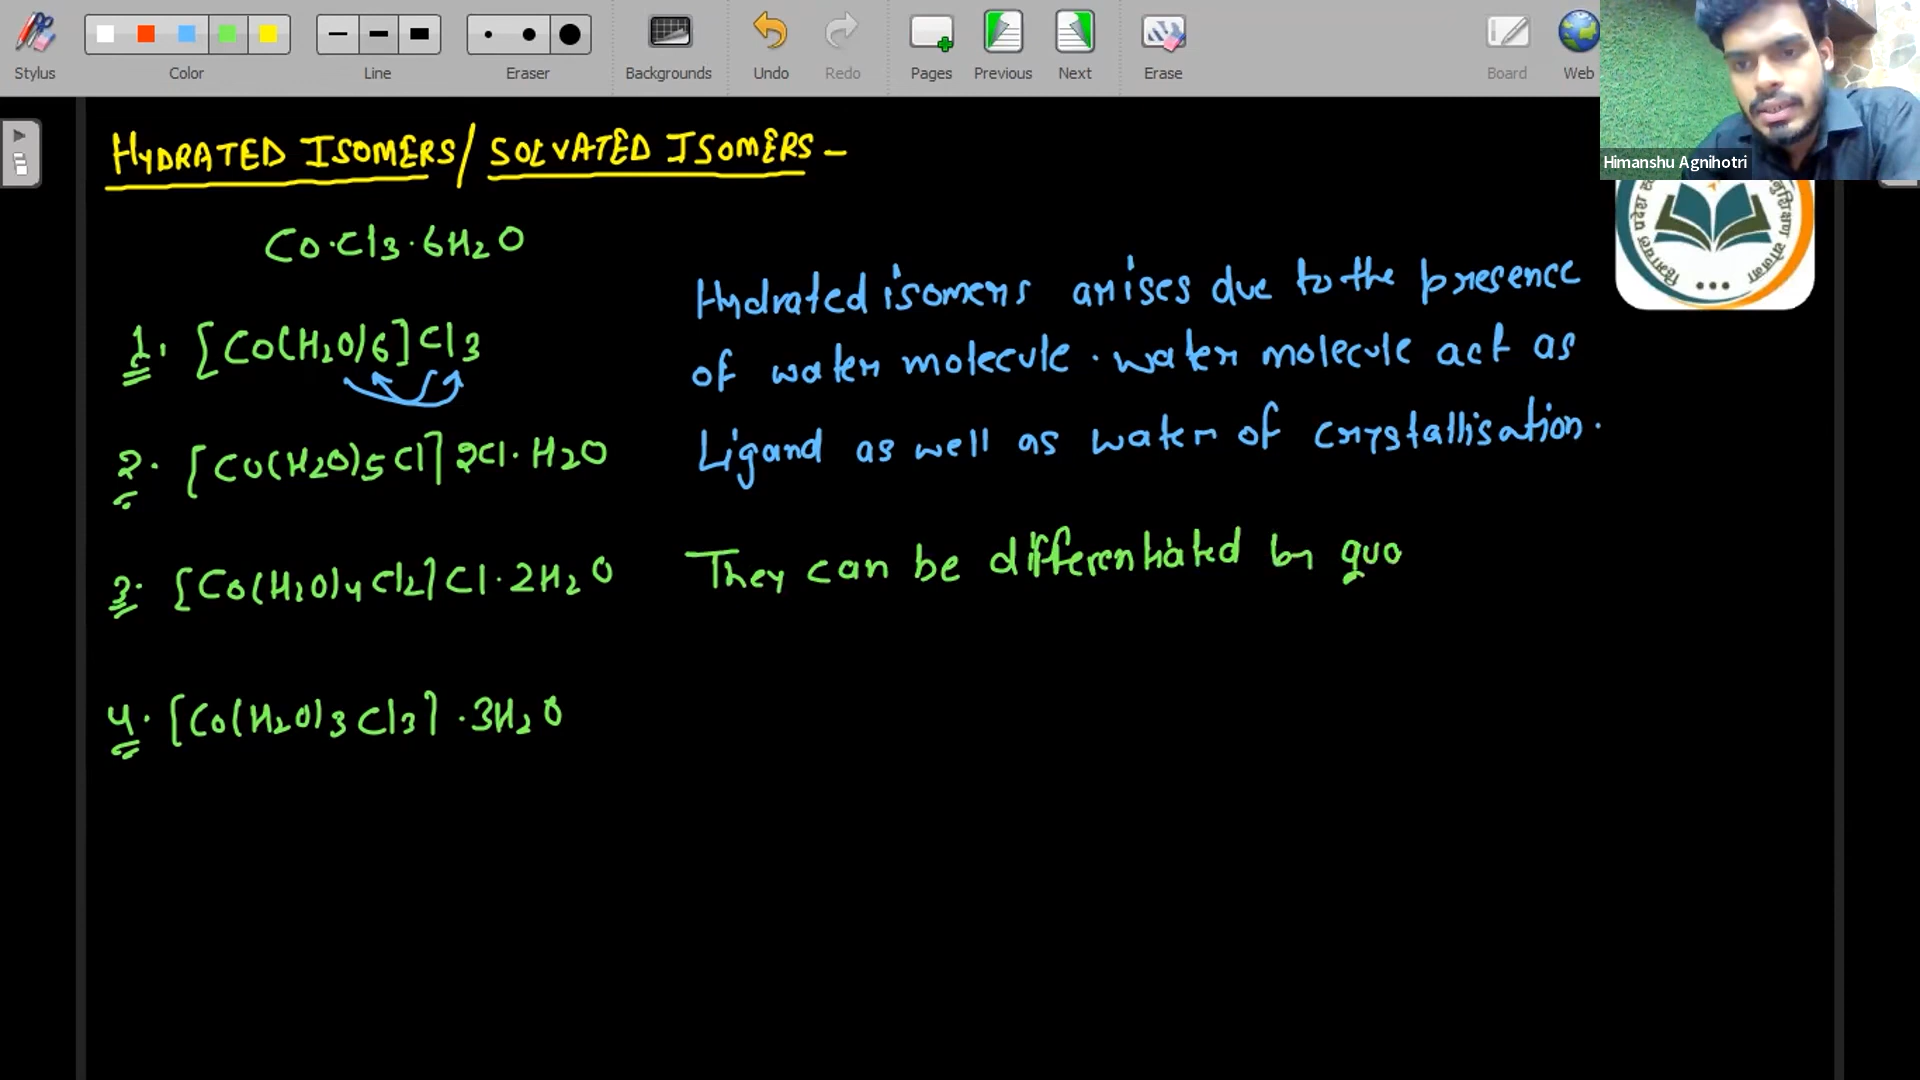 Stylus
Color
Line
Eraser
Backgrounds
Undo
Redo
Pages
Previous
Next
Erase
Board
Web
Himanshu Agnihotri
HYDRATED ISOMERS/ SOLVATED ISOMERS -
Co·Cl3·6H2O
1. [Co(H2O)6]Cl3
2. [Co(H2O)5Cl]2Cl·H2O
3. [Co(H2O)4Cl2]Cl·2H2O
4. [Co(H2O)3Cl3]·3H2O
Hydrated isomers arises due to the presence
of water molecule. water molecule act as
Ligand as well as water of crystallisation.
They can be differentiated by quo